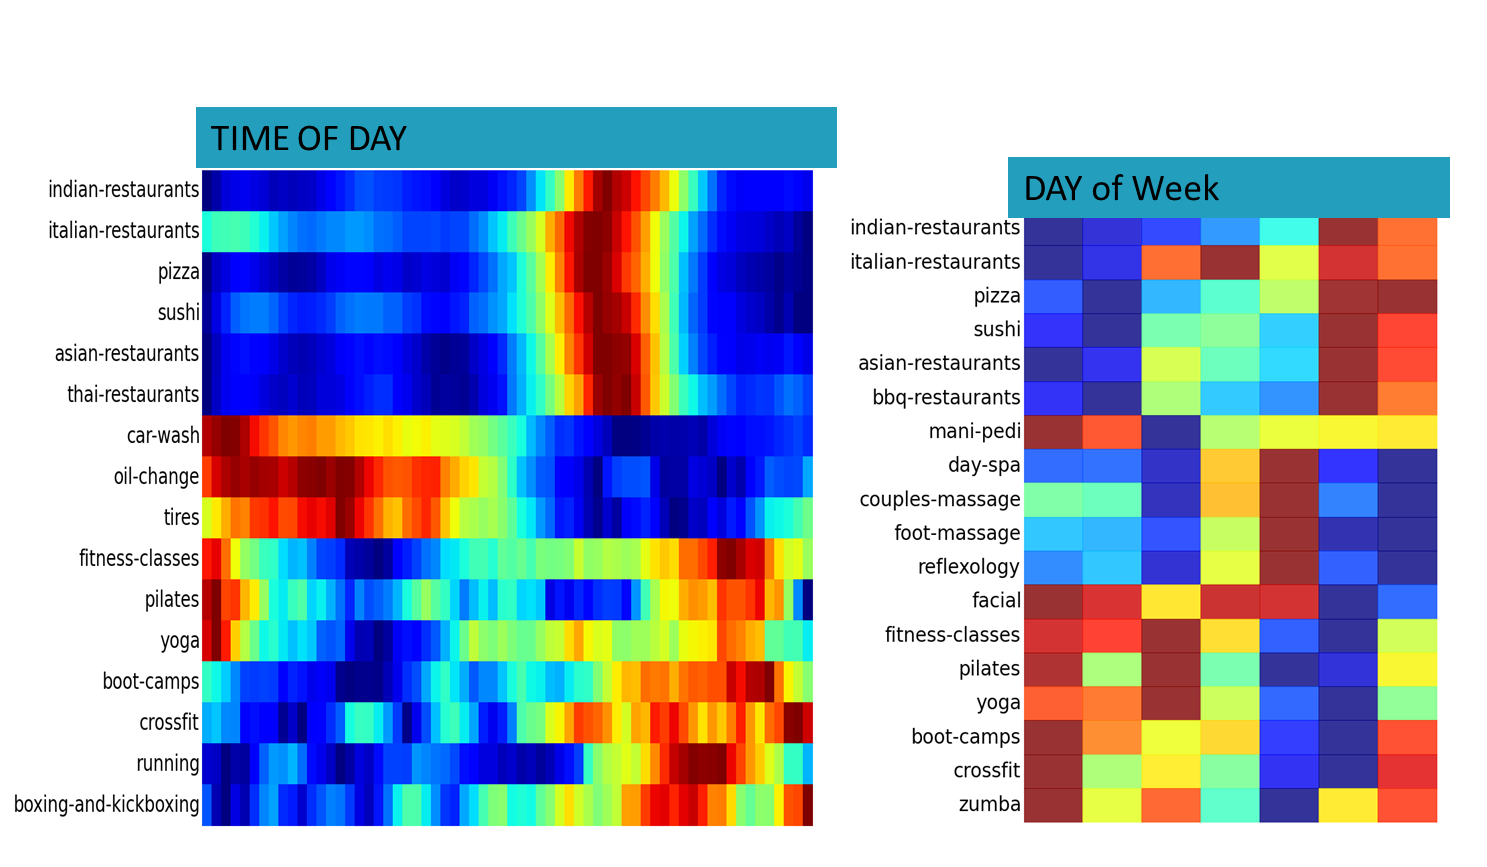 TIME OF DAY
indian-restaurants
italian-restaurants
pizza
sushi
asian-restaurants
thai-restaurants
car-wash
oil-change
tires
fitness-classes
pilates
yoga
boot-camps
crossfit
running
boxing-and-kickboxing
DAY of Week
indian-restaurants
italian-restaurants
pizza
sushi
asian-restaurants
bbq-restaurants
mani-pedi
day-spa
couples-massage
foot-massage
reflexology
facial
fitness-classes
pilates
yoga
boot-camps
crossfit
zumba